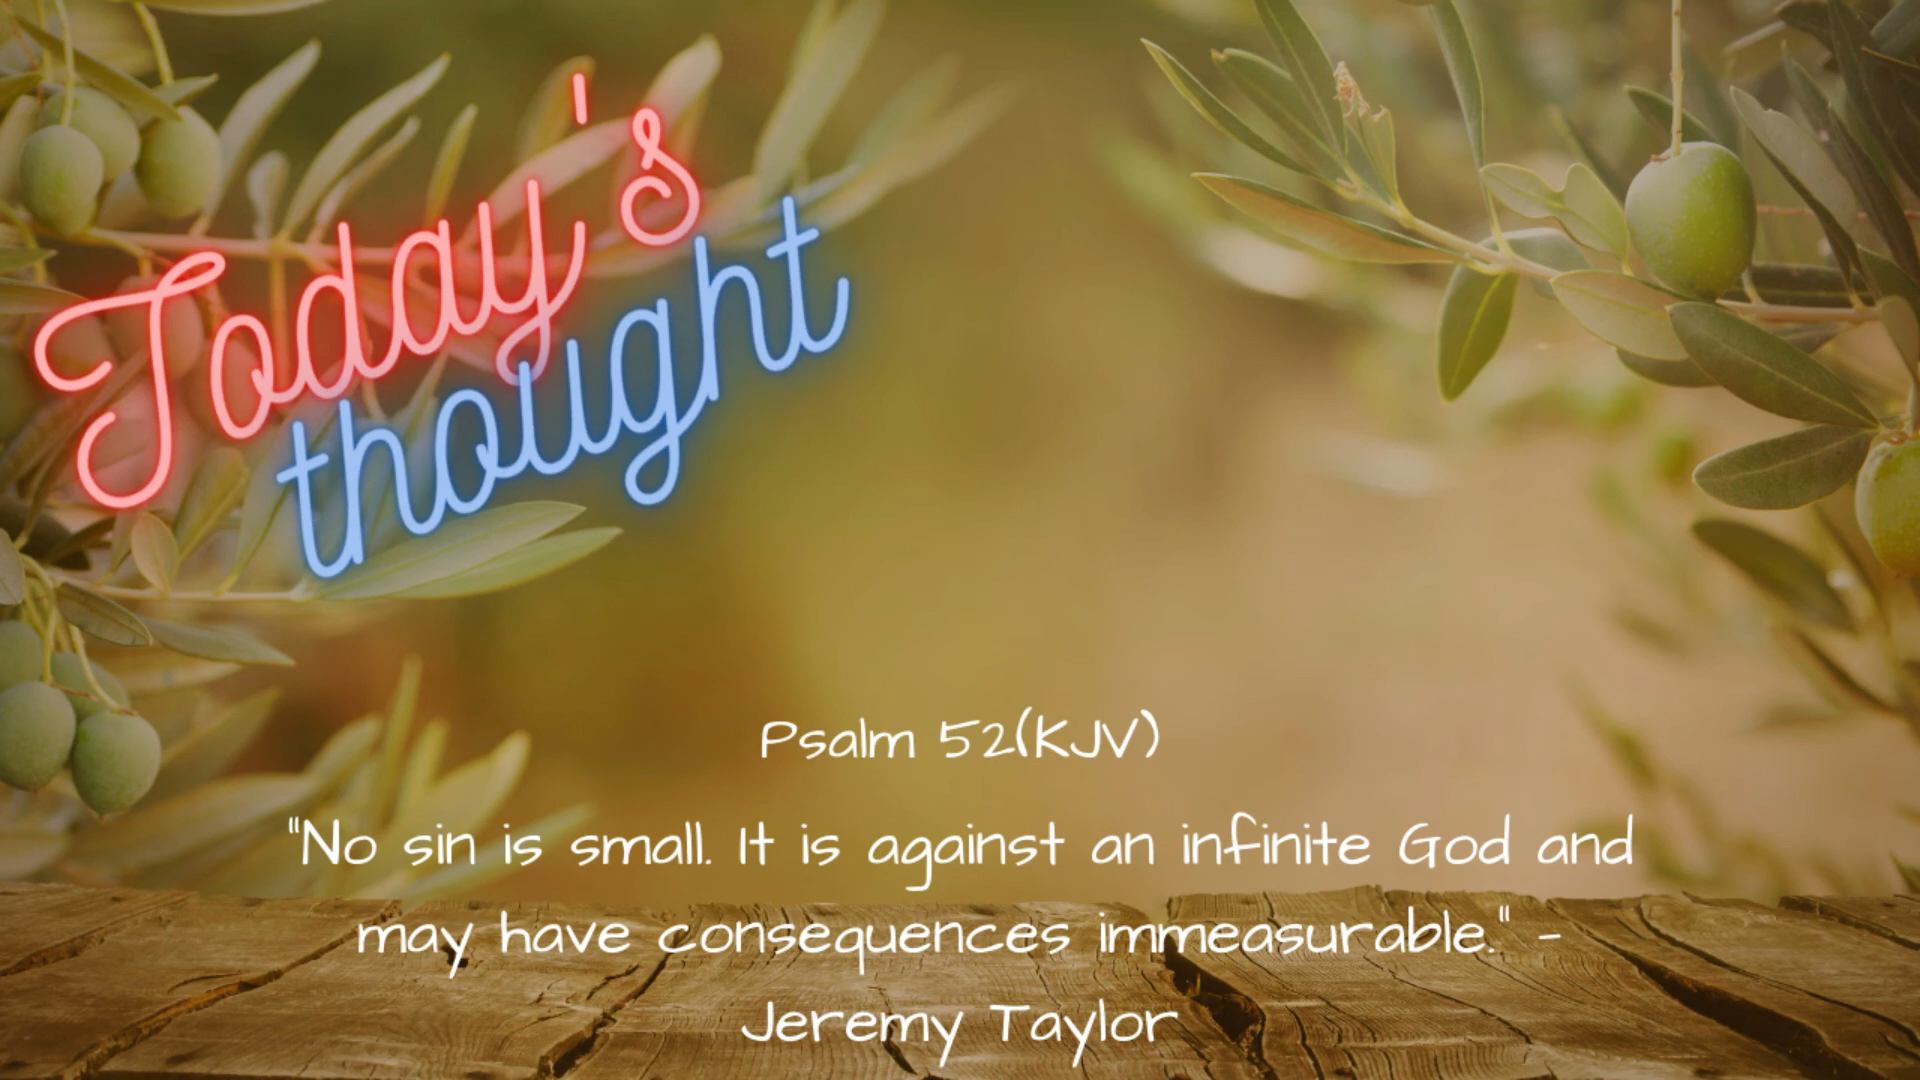 Today's
thought
Psalm 52(KJV)
"No sin is small. It is against an infinite God and
may have consequences immeasurable." -
Jeremy Taylor